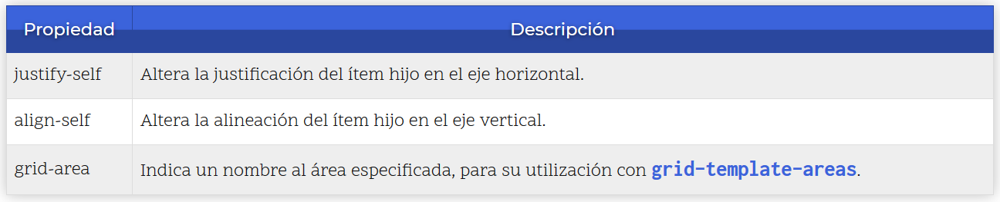 Propiedad Descripción
justify-self Altera la justificación del ítem hijo en el eje horizontal.
align-self Altera la alineación del ítem hijo en el eje vertical.
grid-area Indica un nombre al área especificada, para su utilización con grid-template-areas.